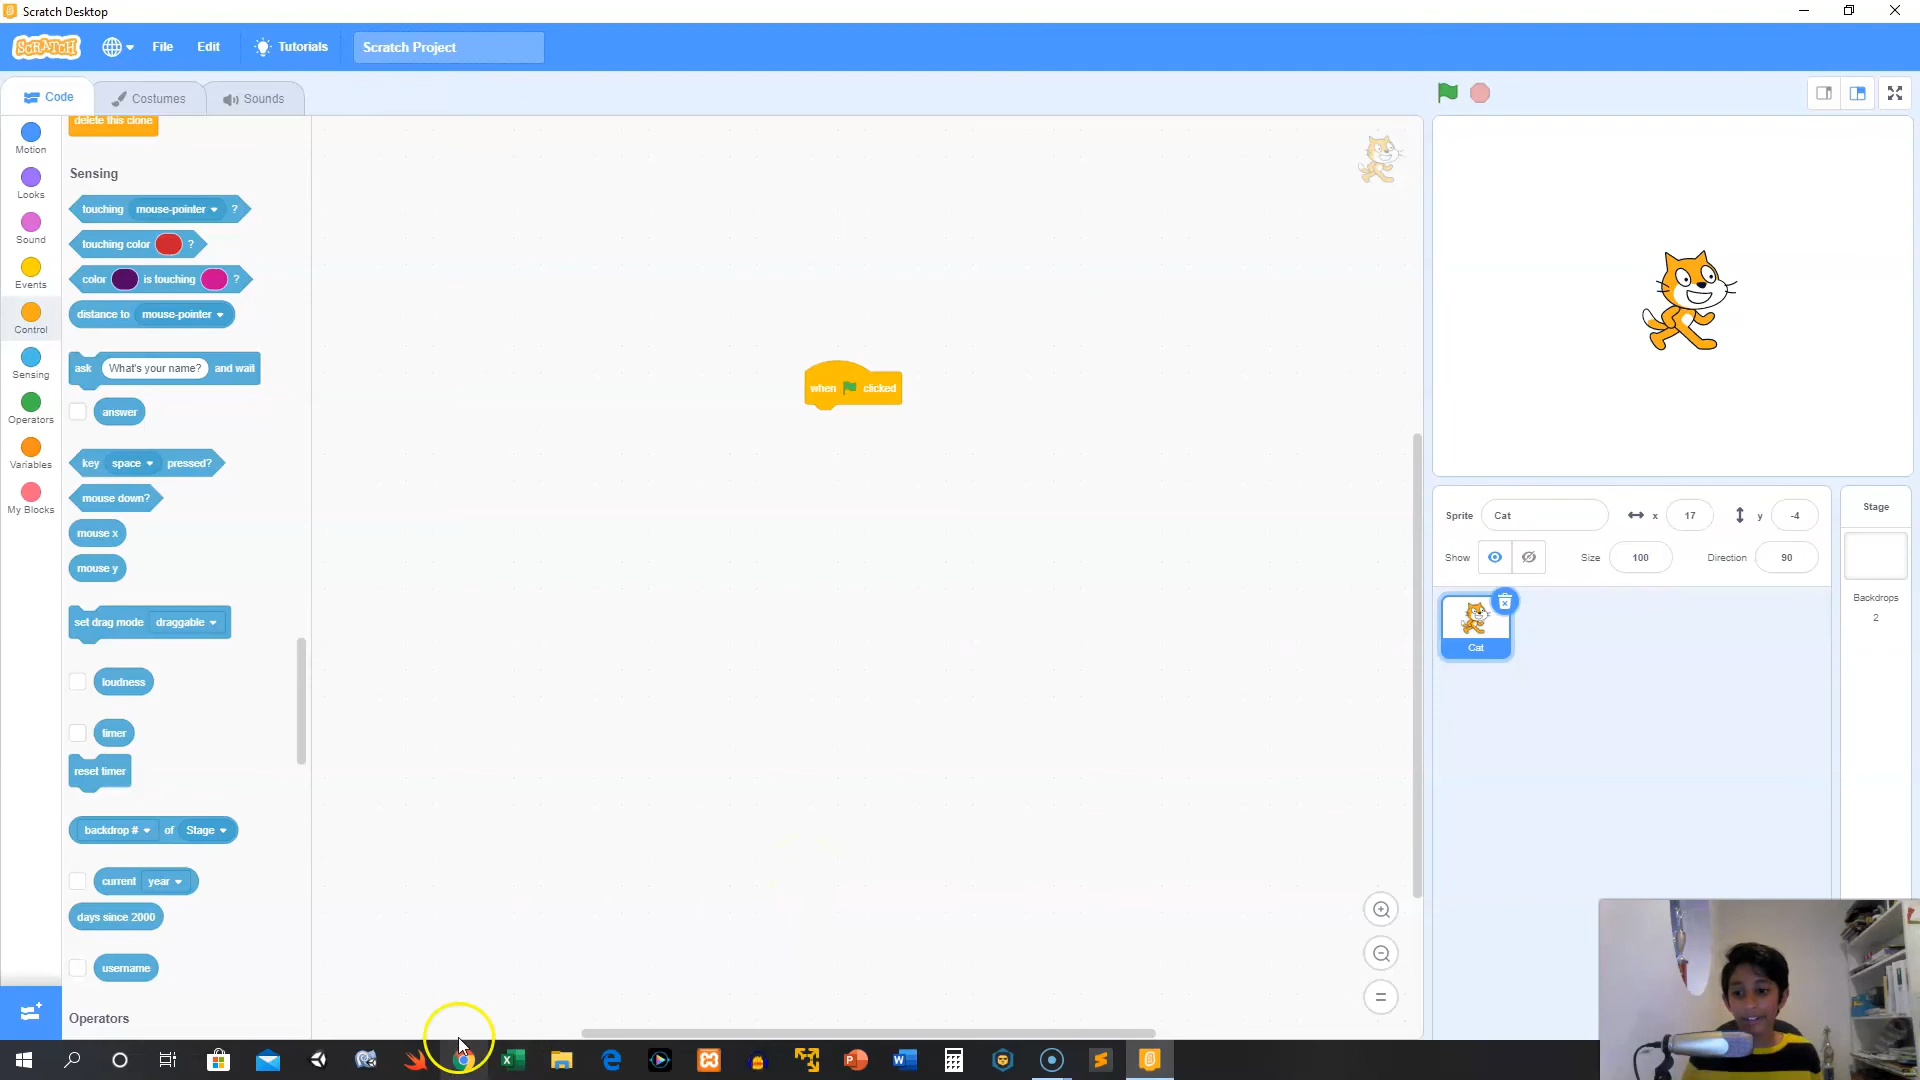 Scratch Desktop
SCRATCH
File
Edit
Tutorials
Scratch Project
Code
Costumes
Sounds
Motion
Looks
Sound
Events
Control
Sensing
Operators
Variables
My Blocks
delete this clone
Sensing
touching mouse-pointer ?
touching color ?
color is touching ?
distance to mouse-pointer
ask What's your name? and wait
answer
key space pressed?
mouse down?
mouse x
mouse y
set drag mode draggable
loudness
timer
reset timer
backdrop # of Stage
current year
days since 2000
username
Operators
when clicked
Sprite Cat x 17 y -4
Show Size 100 Direction 90
Cat
Stage
Backdrops
2